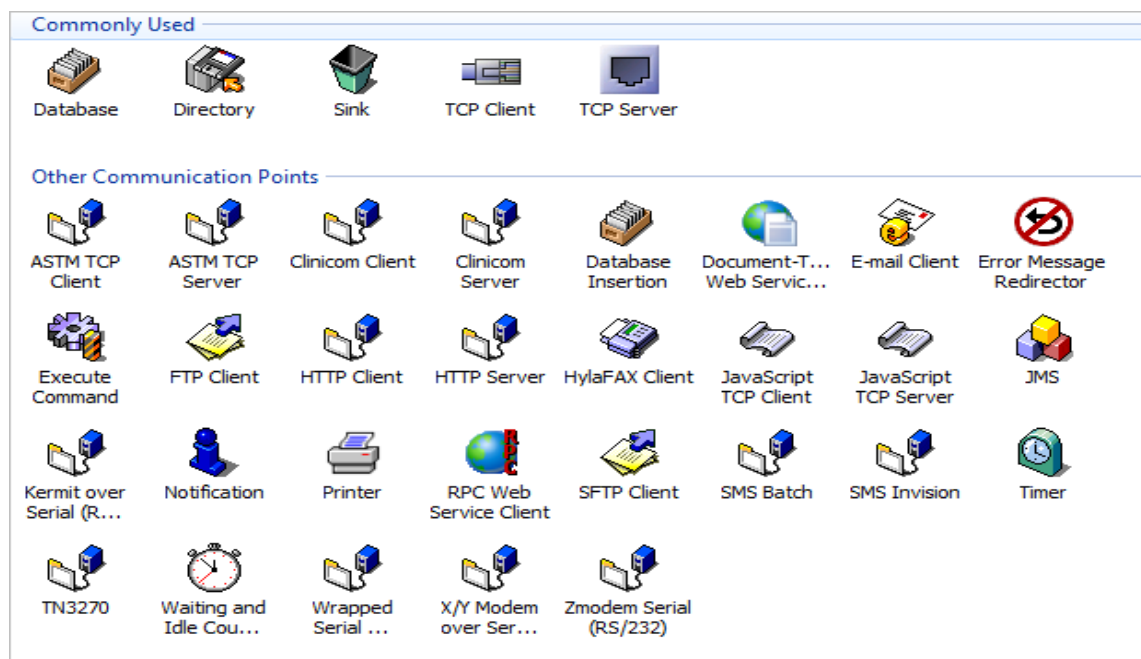 Commonly Used
Database Directory Sink TCP Client TCP Server
Other Communication Points
ASTM TCP Client ASTM TCP Server Clinicom Client Clinicom Server Database Insertion Document-T... Web Servic... E-mail Client Error Message Redirector
Execute Command FTP Client HTTP Client HTTP Server HylaFAX Client JavaScript TCP Client JavaScript TCP Server JMS
Kermit over Serial (R... Notification Printer RPC Web Service Client SFTP Client SMS Batch SMS Invision Timer
TN3270 Waiting and Idle Cou... Wrapped Serial ... X/Y Modem over Ser... Zmodem Serial (RS/232)